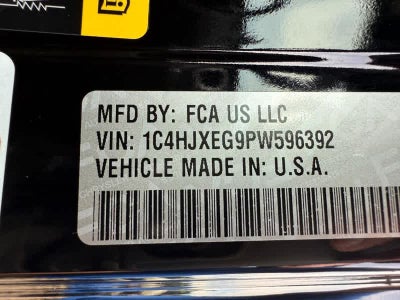 MFD BY: FCA US LLC
VIN: 1C4HJXEG9PW596392
VEHICLE MADE IN: U.S.A.